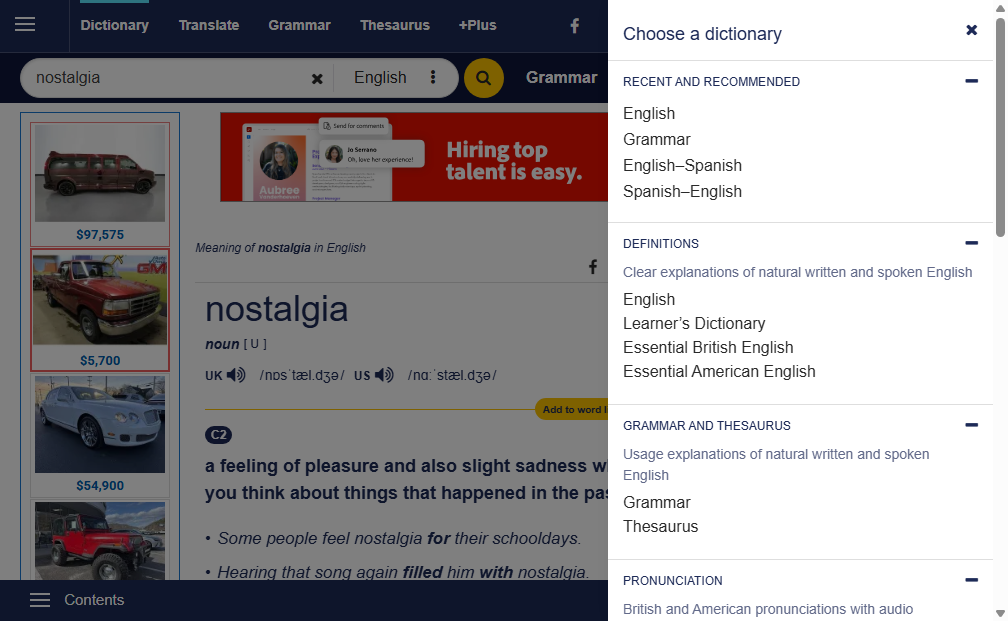 Dictionary Translate Grammar Thesaurus +Plus
nostalgia English Grammar
$97,575
$5,700
$54,900
Send for comments
Jo Serrano
Oh, love her experience!
Aubree
Hiring top
talent is easy.
Meaning of nostalgia in English
nostalgia
noun [ U ]
UK /nɒsˈtæl.dʒə/ US /nɑːˈstæl.dʒə/
Add to word li
C2
a feeling of pleasure and also slight sadness w
you think about things that happened in the pas
• Some people feel nostalgia for their schooldays.
• Hearing that song again filled him with nostalgia.
Contents
Choose a dictionary
RECENT AND RECOMMENDED
English
Grammar
English–Spanish
Spanish–English
DEFINITIONS
Clear explanations of natural written and spoken English
English
Learner’s Dictionary
Essential British English
Essential American English
GRAMMAR AND THESAURUS
Usage explanations of natural written and spoken
English
Grammar
Thesaurus
PRONUNCIATION
British and American pronunciations with audio